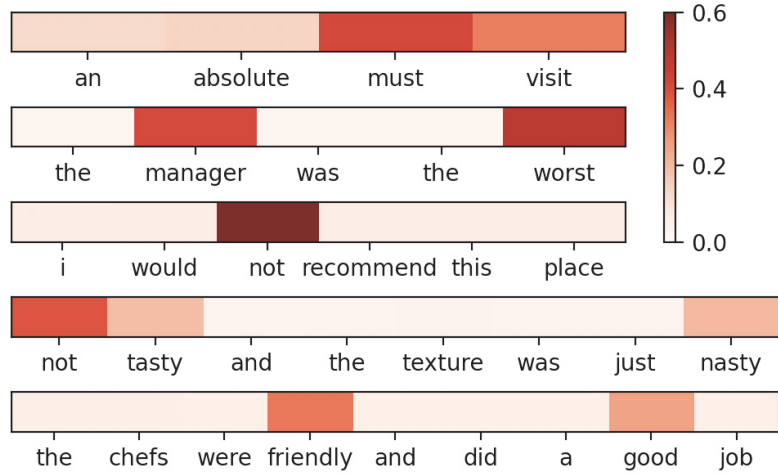 an absolute must visit
the manager was the worst
i would not recommend this place
not tasty and the texture was just nasty
the chefs were friendly and did a good job
0.6
0.4
0.2
0.0